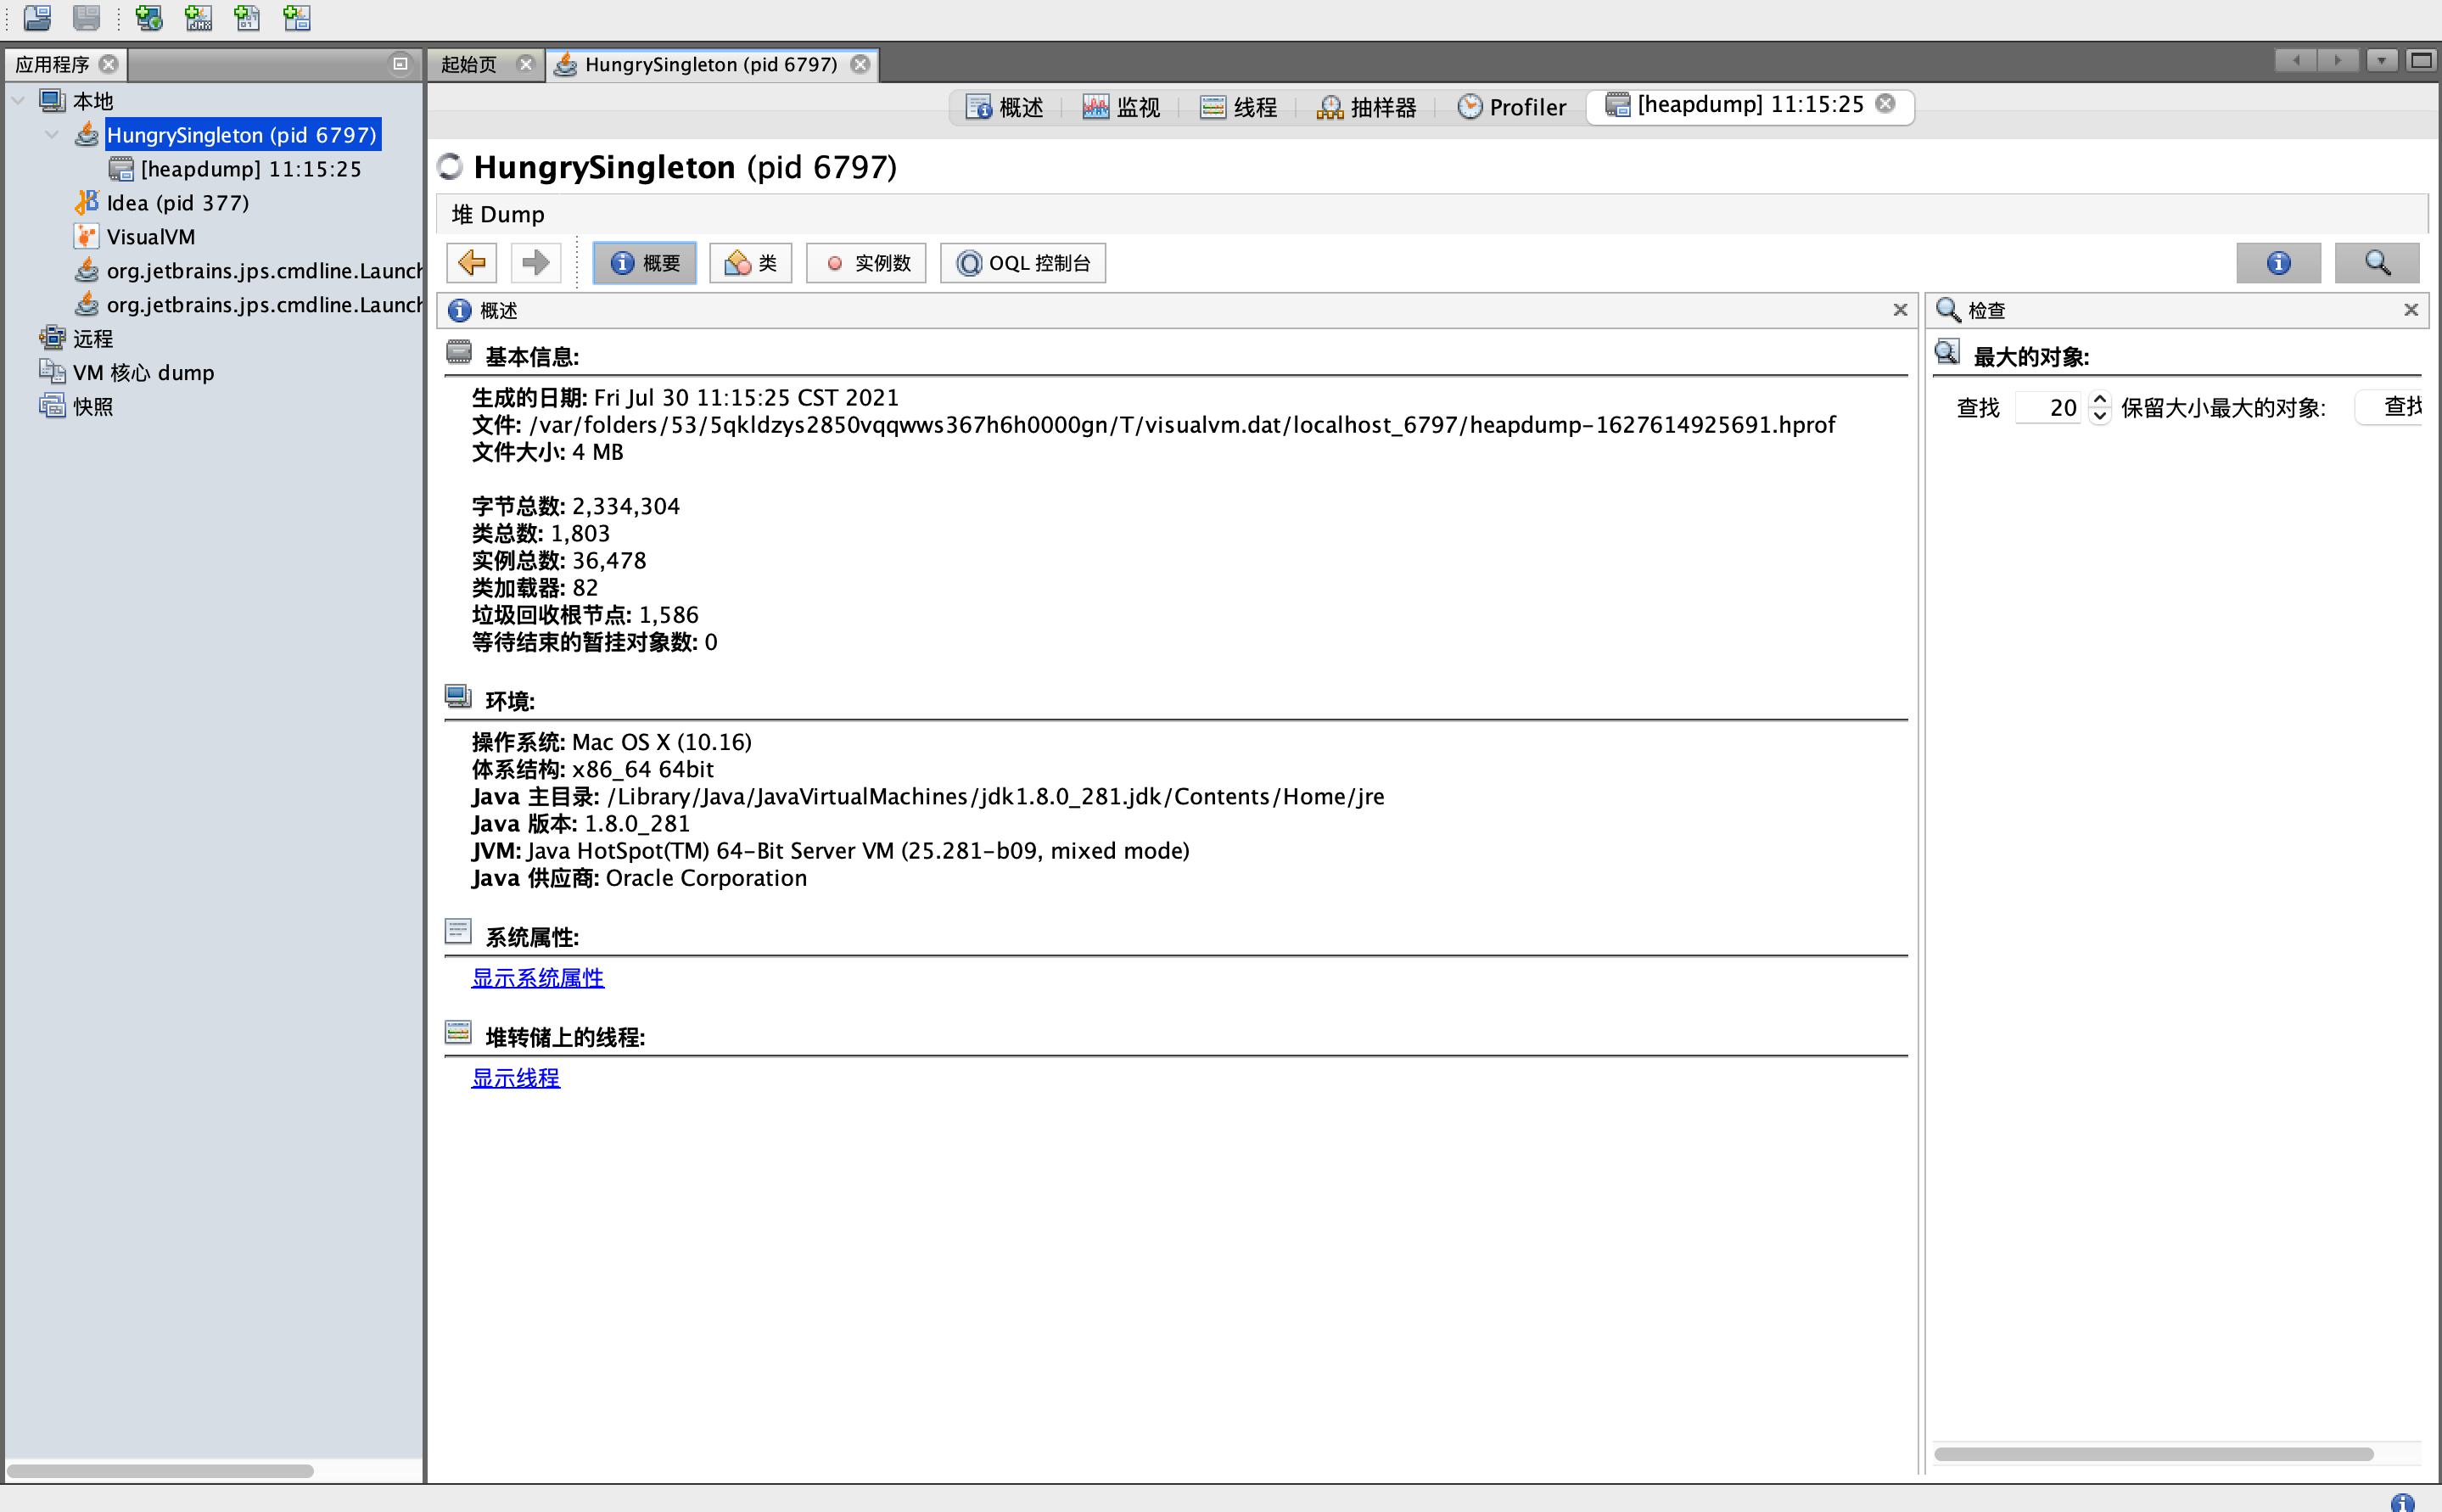 应用程序
起始页
HungrySingleton (pid 6797)
本地
HungrySingleton (pid 6797)
[heapdump] 11:15:25
Idea (pid 377)
VisualVM
org.jetbrains.jps.cmdline.Launch
org.jetbrains.jps.cmdline.Launch
远程
VM 核心 dump
快照
概述
监视
线程
抽样器
Profiler
[heapdump] 11:15:25
HungrySingleton (pid 6797)
堆 Dump
概要
类
实例数
OQL 控制台
概述
基本信息:
生成的日期: Fri Jul 30 11:15:25 CST 2021
文件: /var/folders/53/5qkldzys2850vqqwws367h6h0000gn/T/visualvm.dat/localhost_6797/heapdump-1627614925691.hprof
文件大小: 4 MB
字节总数: 2,334,304
类总数: 1,803
实例总数: 36,478
类加载器: 82
垃圾回收根节点: 1,586
等待结束的暂挂对象数: 0
环境:
操作系统: Mac OS X (10.16)
体系结构: x86_64 64bit
Java 主目录: /Library/Java/JavaVirtualMachines/jdk1.8.0_281.jdk/Contents/Home/jre
Java 版本: 1.8.0_281
JVM: Java HotSpot(TM) 64-Bit Server VM (25.281-b09, mixed mode)
Java 供应商: Oracle Corporation
系统属性:
显示系统属性
堆转储上的线程:
显示线程
检查
最大的对象:
查找 20 保留大小最大的对象: 查找